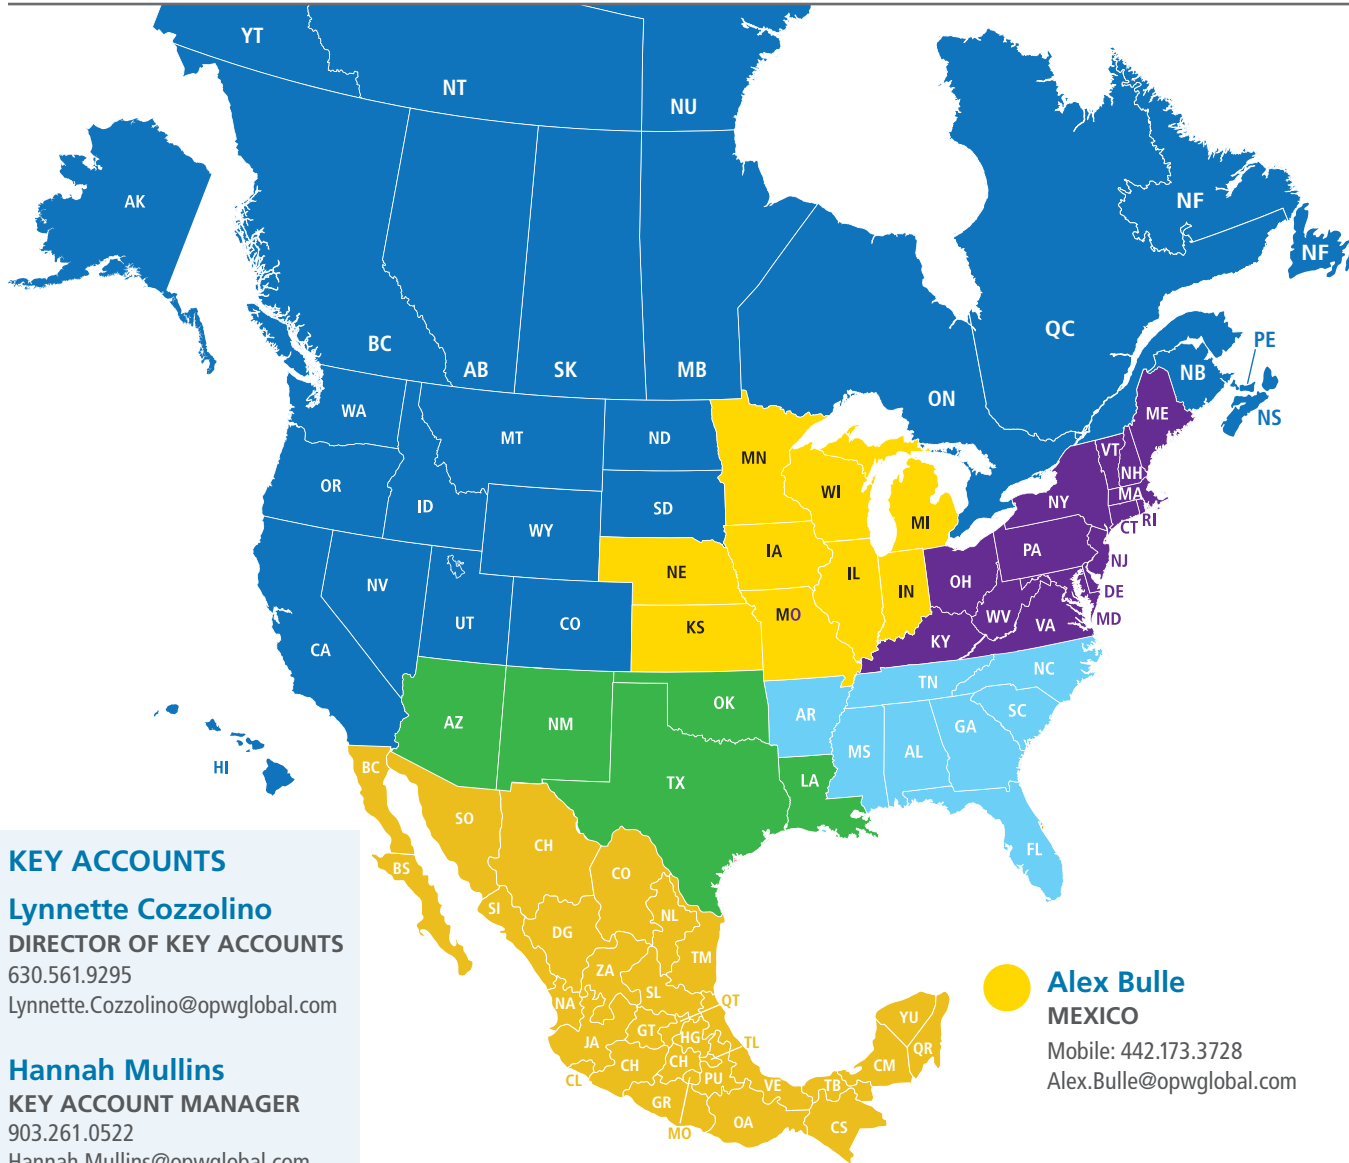 YT
NT
NU
AK
NF
NF
BC
AB
SK
MB
ON
QC
PE
NB
NS
WA
MT
ND
MN
ME
VT
NH
OR
ID
SD
WI
MI
NY
MA
CT
RI
WY
IA
PA
NJ
NV
NE
IL
IN
OH
DE
UT
CO
KS
MO
WV
VA
MD
CA
KY
TN
NC
AZ
NM
OK
AR
SC
GA
MS
AL
HI
BC
TX
LA
SO
CH
FL
BS
CO
SI
NL
DG
TM
ZA
SL
NA
QT
GT
HG
JA
TL
CH
CH
CL
PU
VE
TB
CM
YU
QR
GR
MO
OA
CS
KEY ACCOUNTS
Lynnette Cozzolino
DIRECTOR OF KEY ACCOUNTS
630.561.9295
Lynnette.Cozzolino@opwglobal.com
Hannah Mullins
KEY ACCOUNT MANAGER
903.261.0522
Hannah.Mullins@opwglobal.com
Alex Bulle
MEXICO
Mobile: 442.173.3728
Alex.Bulle@opwglobal.com